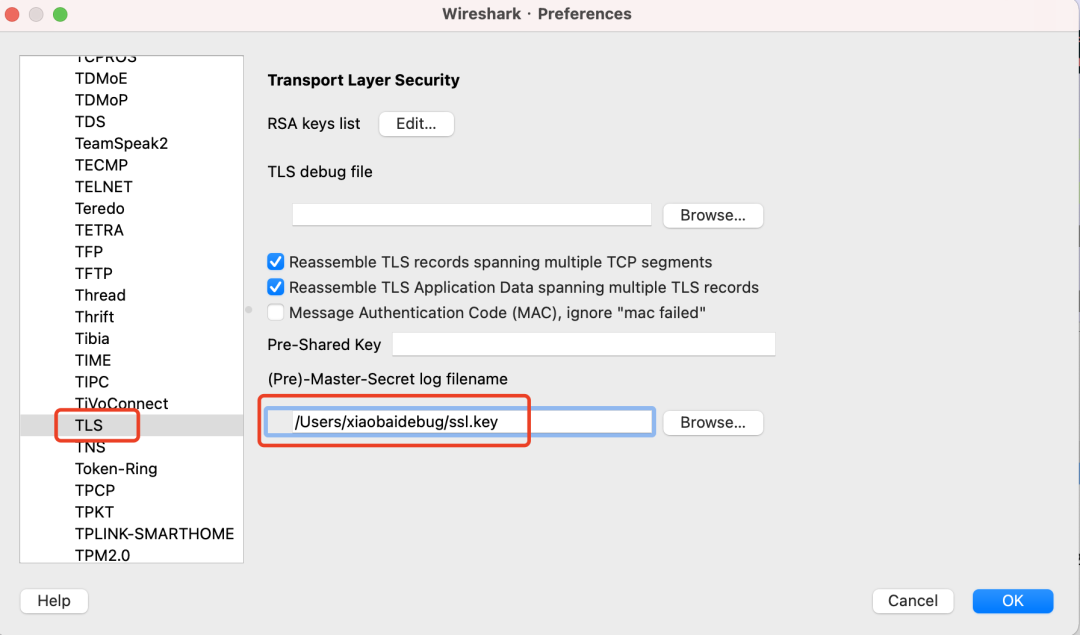 Wireshark · Preferences
TCPROS
TDMoE
TDMoP
TDS
TeamSpeak2
TECMP
TELNET
Teredo
TETRA
TFP
TFTP
Thread
Thrift
Tibia
TIME
TIPC
TiVoConnect
TLS
TNS
Token-Ring
TPCP
TPKT
TPLINK-SMARTHOME
TPM2.0
Transport Layer Security
RSA keys list Edit...
TLS debug file
Browse...
Reassemble TLS records spanning multiple TCP segments
Reassemble TLS Application Data spanning multiple TLS records
Message Authentication Code (MAC), ignore "mac failed"
Pre-Shared Key
(Pre)-Master-Secret log filename
/Users/xiaobaidebug/ssl.key Browse...
Help Cancel OK